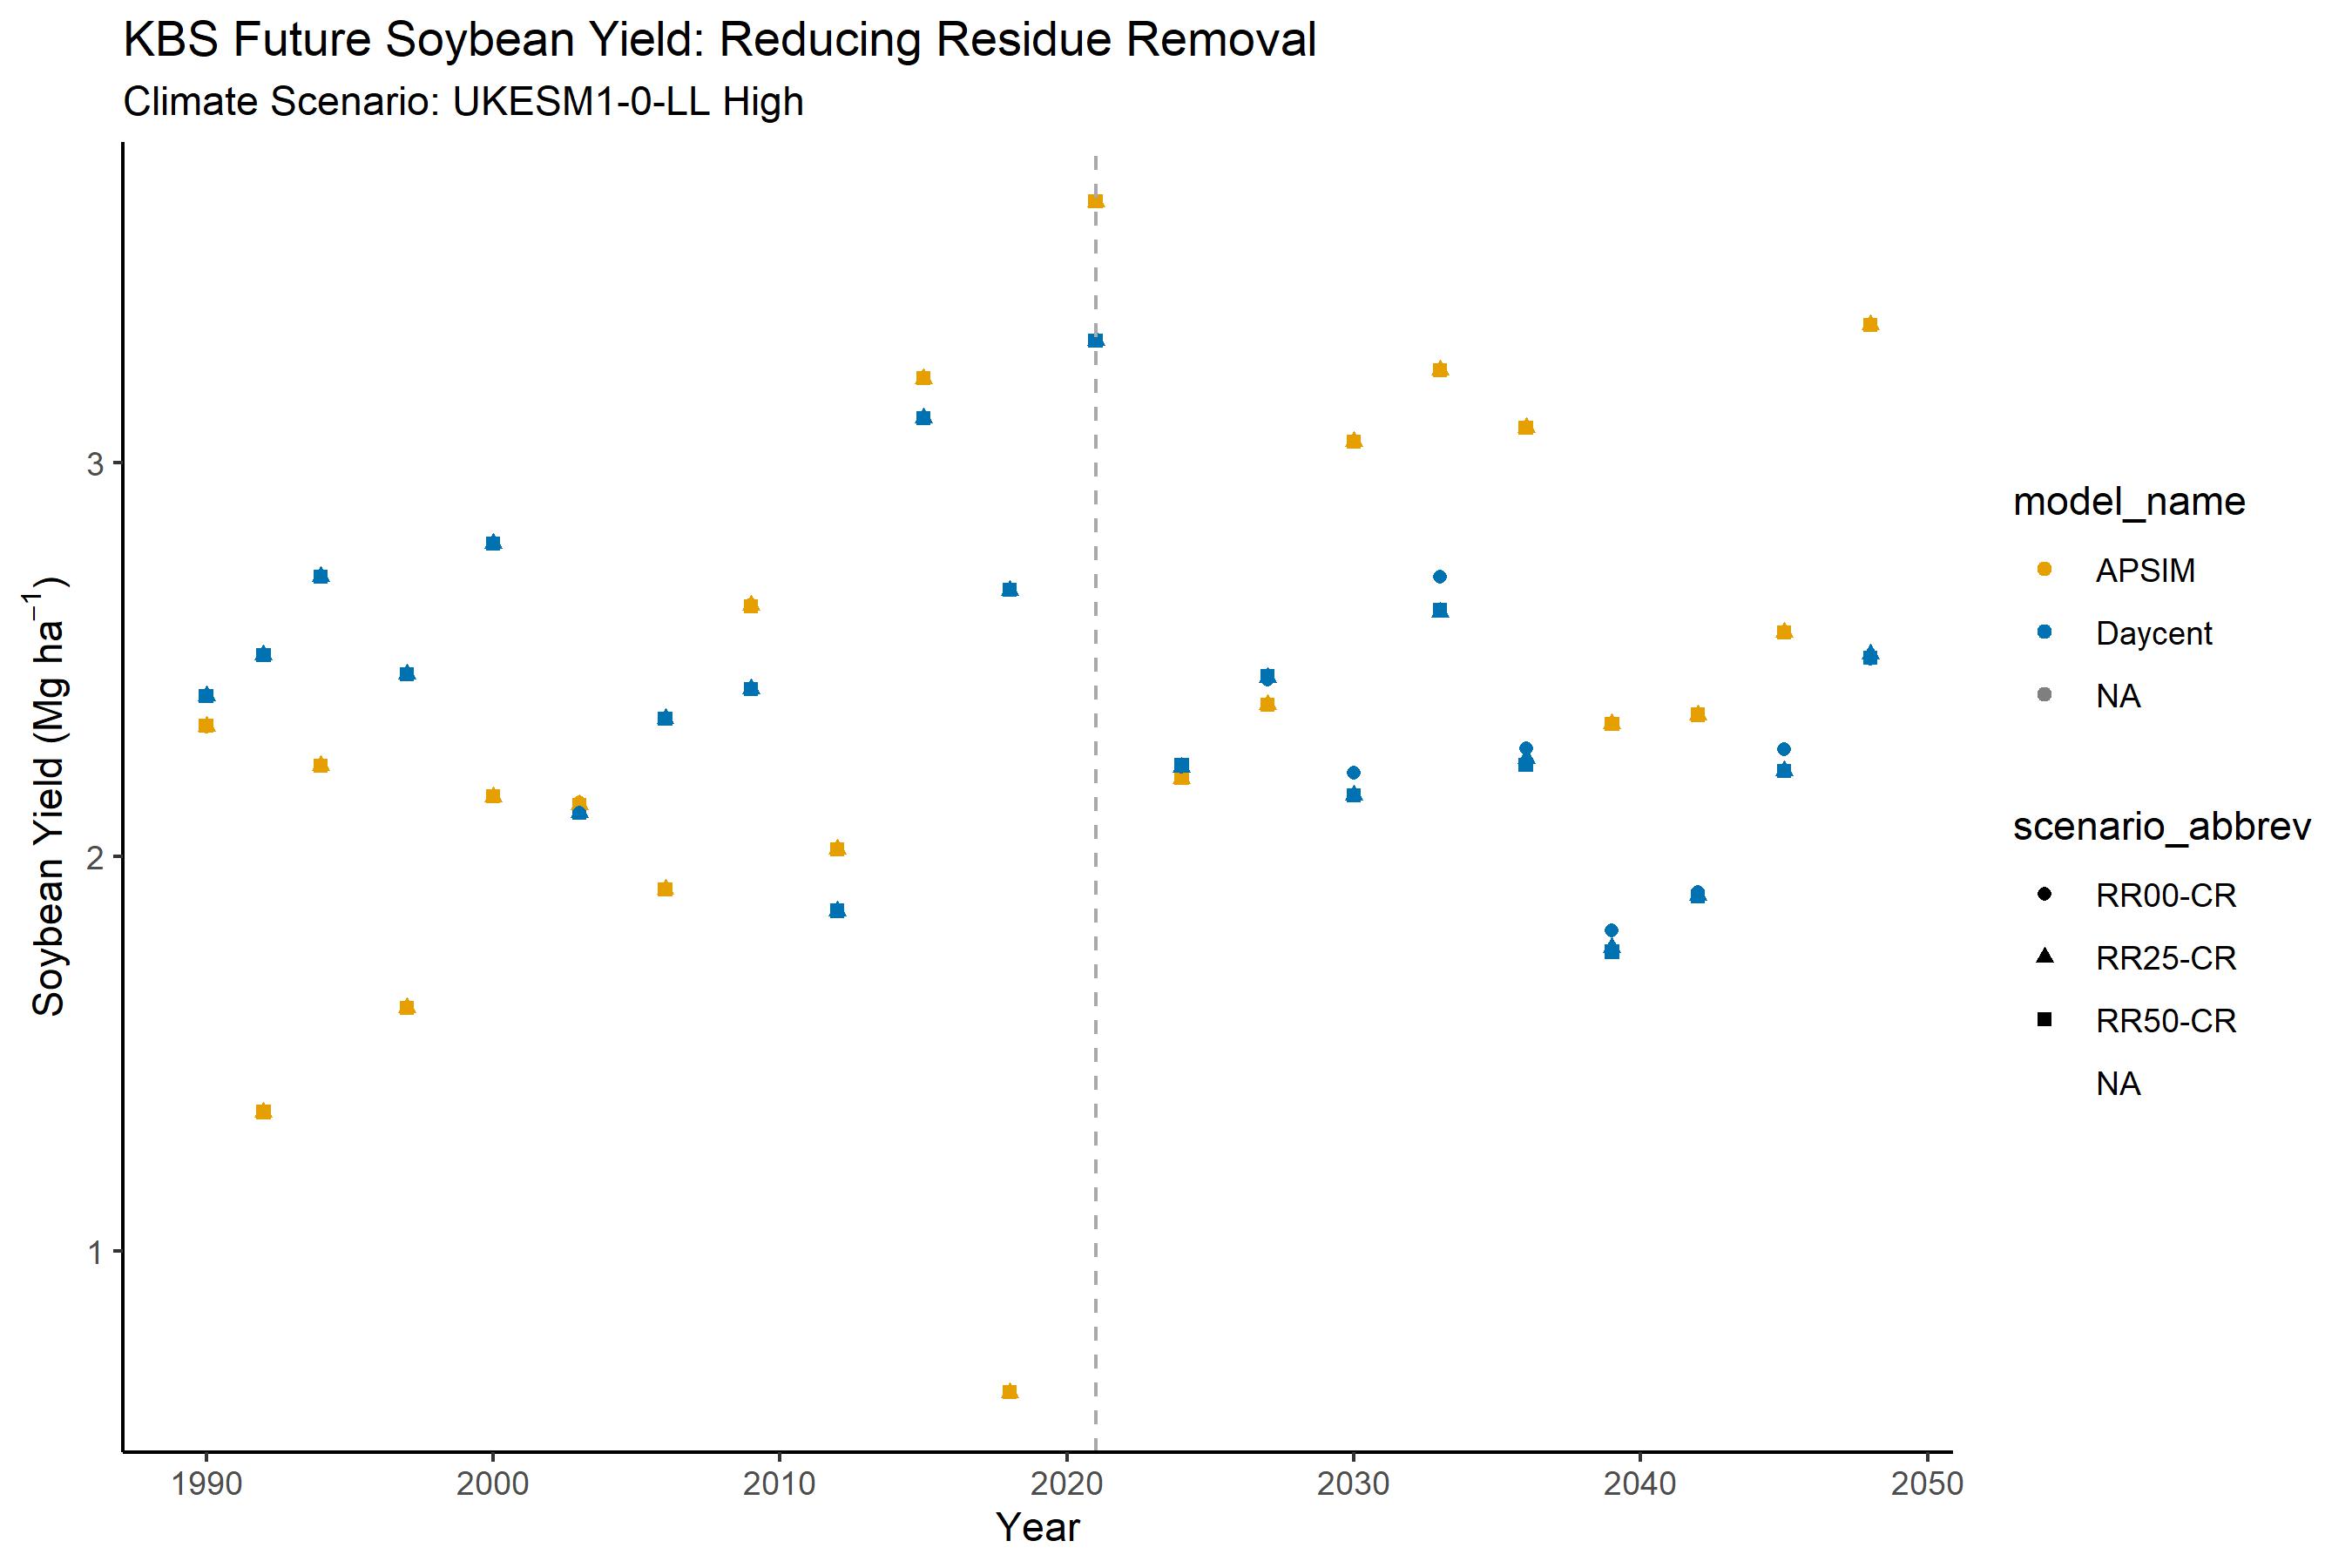 KBS Future Soybean Yield: Reducing Residue Removal
Climate Scenario: UKESM1-0-LL High
Soybean Yield (Mg ha⁻¹)
3
2
1
1990 2000 2010 2020 2030 2040 2050
Year
model_name
APSIM
Daycent
NA
scenario_abbrev
RR00-CR
RR25-CR
RR50-CR
NA